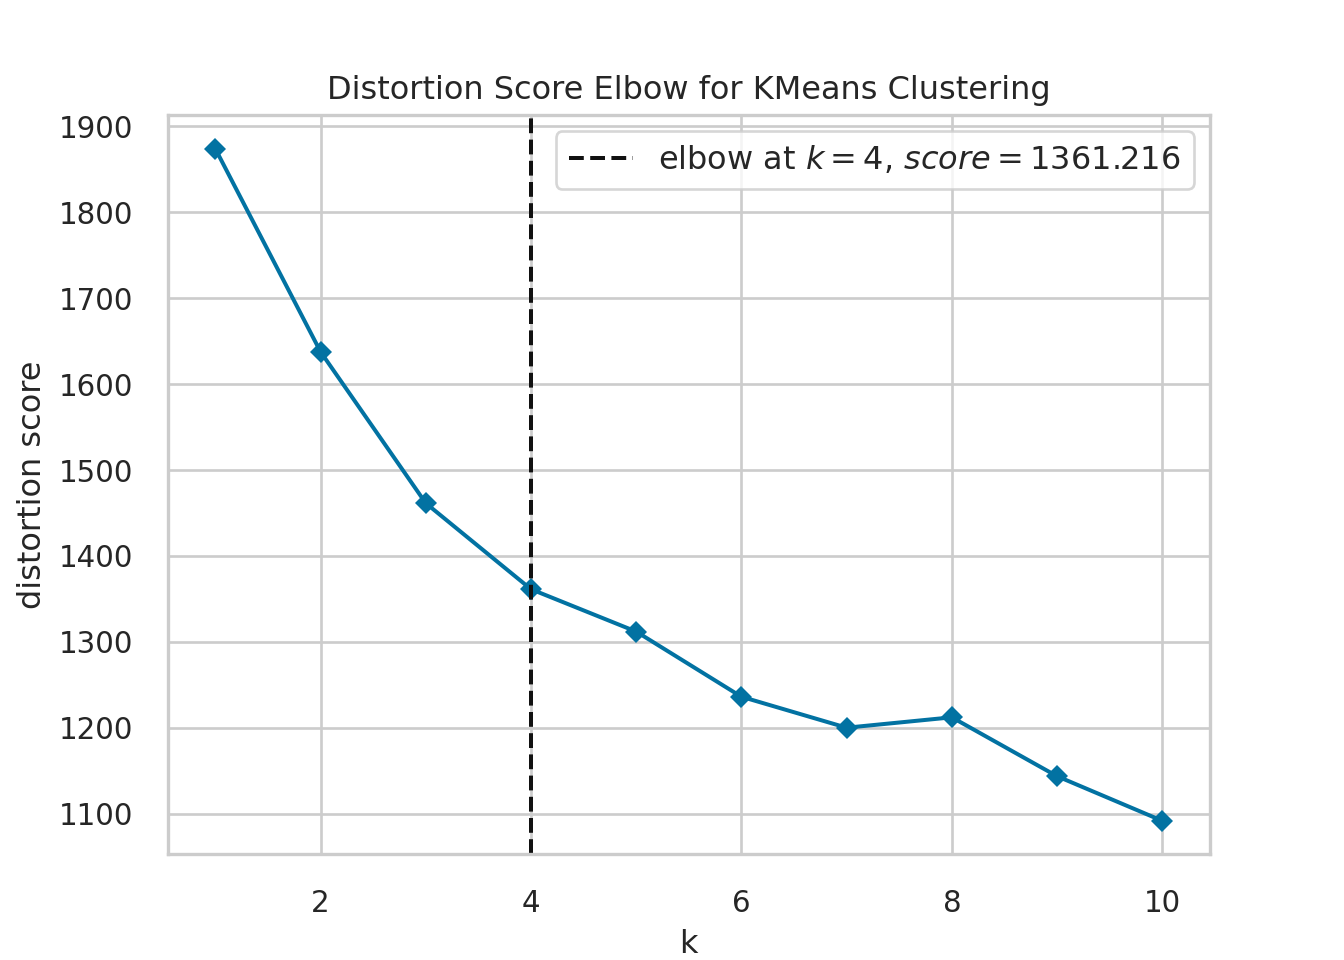 Distortion Score Elbow for KMeans Clustering
elbow at k = 4, score = 1361.216
1900
1800
1700
1600
1500
1400
1300
1200
1100
distortion score
2 4 6 8 10
k